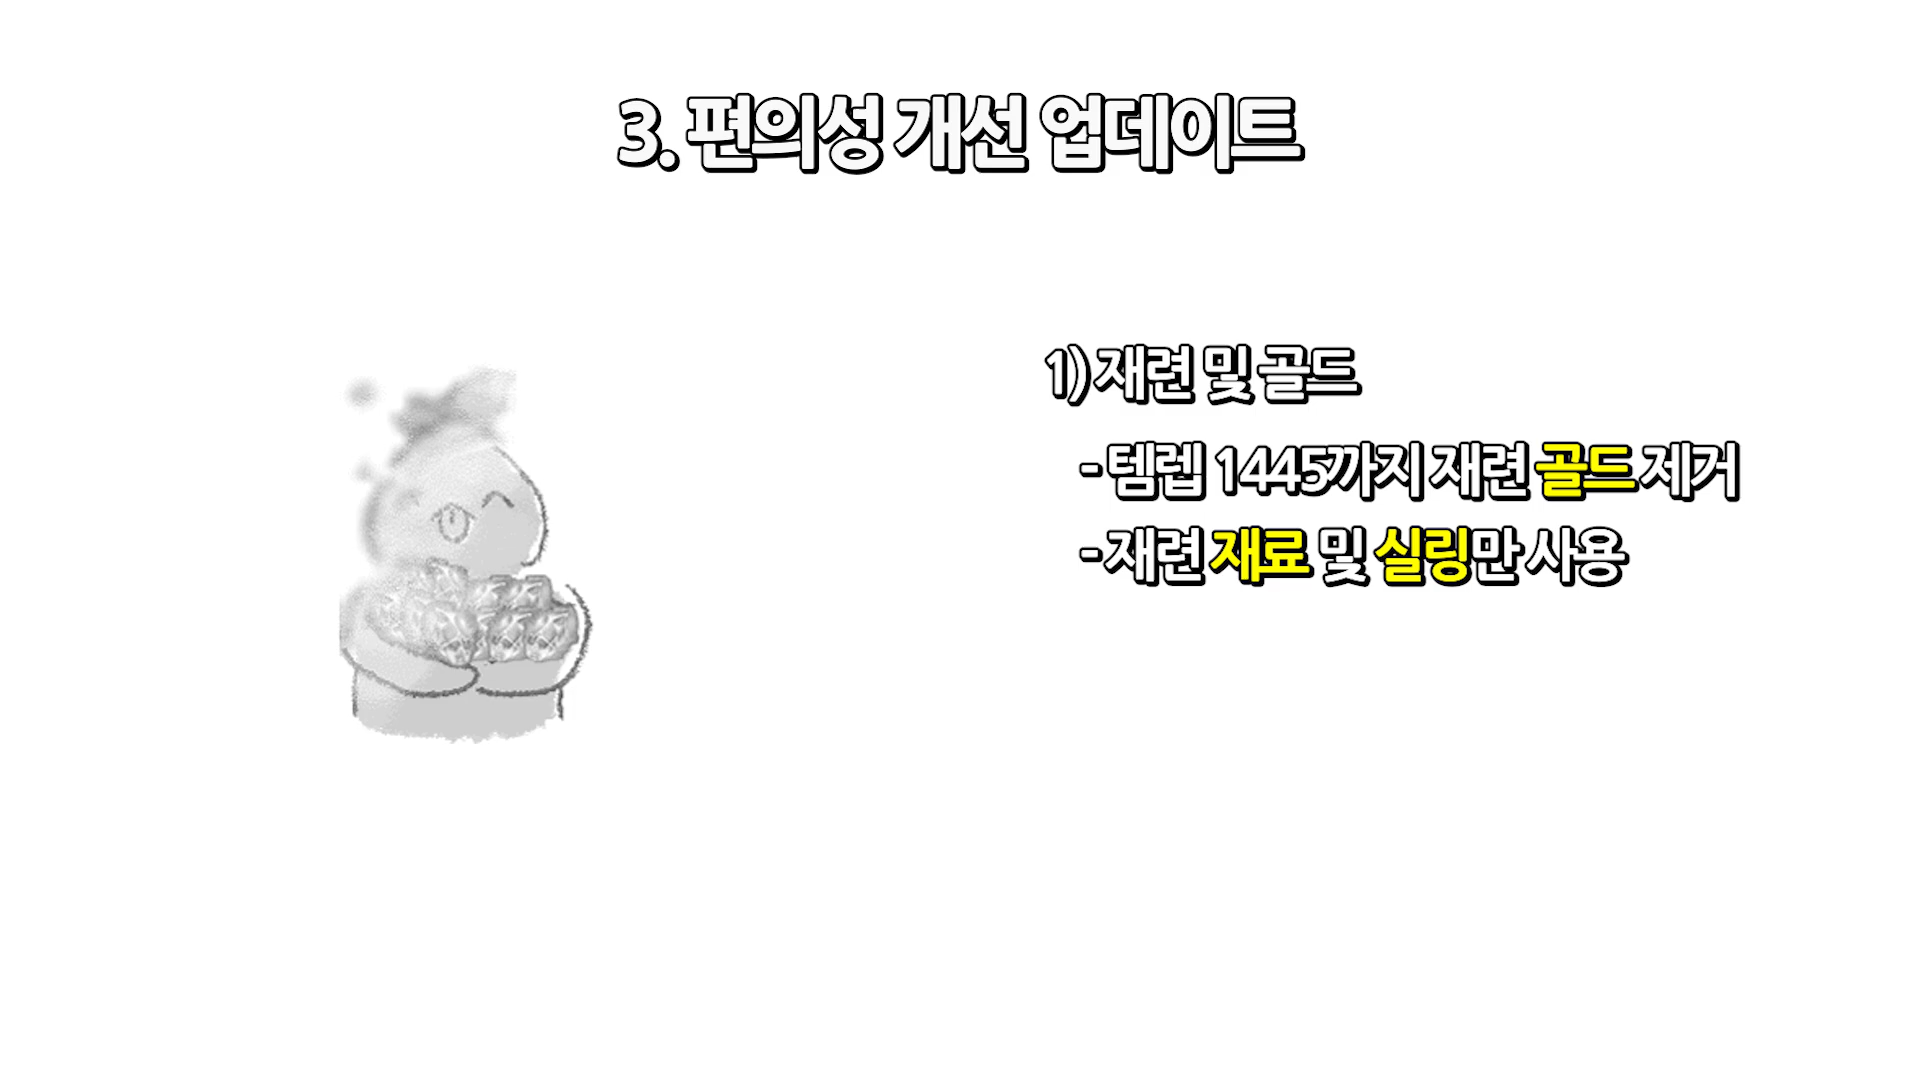 3. 편의성 개선 업데이트
1) 재련 및 골드
- 템렙 1445까지 재련 골드 제거
- 재련 재료 및 실링만 사용